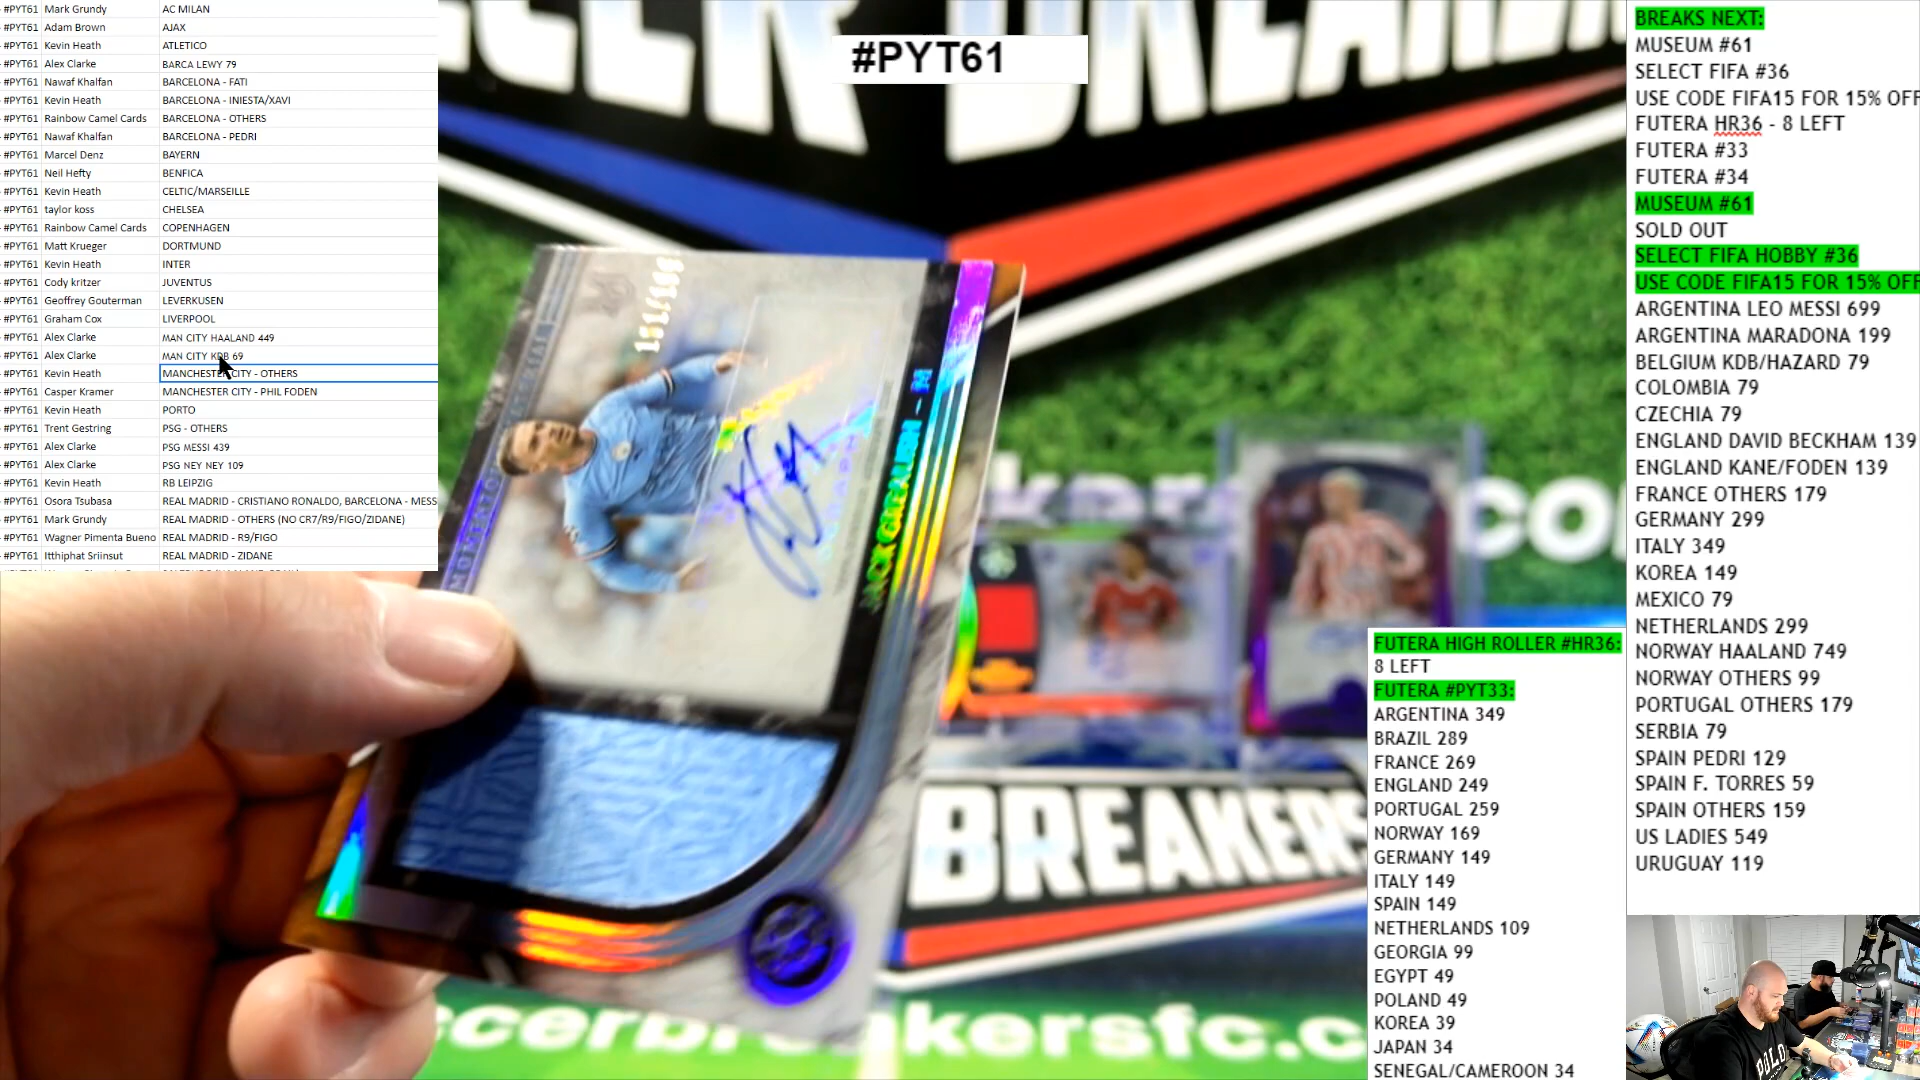 #PYT61 Mark Grundy AC MILAN
#PYT61 Adam Brown AJAX
#PYT61 Kevin Heath ATLETICO
#PYT61 Alex Clarke BARCA LEWY 79
#PYT61 Nawaf Khalfan BARCELONA - FATI
#PYT61 Kevin Heath BARCELONA - INIESTA/XAVI
#PYT61 Rainbow Camel Cards BARCELONA - OTHERS
#PYT61 Nawaf Khalfan BARCELONA - PEDRI
#PYT61 Marcel Denz BAYERN
#PYT61 Neil Hefty BENFICA
#PYT61 Kevin Heath CELTIC/MARSEILLE
#PYT61 taylor koss CHELSEA
#PYT61 Rainbow Camel Cards COPENHAGEN
#PYT61 Matt Krueger DORTMUND
#PYT61 Kevin Heath INTER
#PYT61 Cody kritzer JUVENTUS
#PYT61 Geoffrey Gouterman LEVERKUSEN
#PYT61 Graham Cox LIVERPOOL
#PYT61 Alex Clarke MAN CITY HAALAND 449
#PYT61 Alex Clarke MAN CITY KDB 69
#PYT61 Kevin Heath MANCHESTER CITY - OTHERS
#PYT61 Casper Kramer MANCHESTER CITY - PHIL FODEN
#PYT61 Kevin Heath PORTO
#PYT61 Trent Gestring PSG - OTHERS
#PYT61 Alex Clarke PSG MESSI 439
#PYT61 Alex Clarke PSG NEY NEY 109
#PYT61 Kevin Heath RB LEIPZIG
#PYT61 Osora Tsubasa REAL MADRID - CRISTIANO RONALDO, BARCELONA - MESS
#PYT61 Mark Grundy REAL MADRID - OTHERS (NO CR7/R9/FIGO/ZIDANE)
#PYT61 Wagner Pimenta Bueno REAL MADRID - R9/FIGO
#PYT61 Itthiphat Sriinsut REAL MADRID - ZIDANE
#PYT61
JACK GREALISH - M
BREAKERS
ccerbreakersfc.c
FUTERA HIGH ROLLER #HR36:
8 LEFT
FUTERA #PYT33:
ARGENTINA 349
BRAZIL 289
FRANCE 269
ENGLAND 249
PORTUGAL 259
NORWAY 169
GERMANY 149
ITALY 149
SPAIN 149
NETHERLANDS 109
GEORGIA 99
EGYPT 49
POLAND 49
KOREA 39
JAPAN 34
SENEGAL/CAMEROON 34
BREAKS NEXT:
MUSEUM #61
SELECT FIFA #36
USE CODE FIFA15 FOR 15% OFF
FUTERA HR36 - 8 LEFT
FUTERA #33
FUTERA #34
MUSEUM #61
SOLD OUT
SELECT FIFA HOBBY #36
USE CODE FIFA15 FOR 15% OFF
ARGENTINA LEO MESSI 699
ARGENTINA MARADONA 199
BELGIUM KDB/HAZARD 79
COLOMBIA 79
CZECHIA 79
ENGLAND DAVID BECKHAM 139
ENGLAND KANE/FODEN 139
FRANCE OTHERS 179
GERMANY 299
ITALY 349
KOREA 149
MEXICO 79
NETHERLANDS 299
NORWAY HAALAND 749
NORWAY OTHERS 99
PORTUGAL OTHERS 179
SERBIA 79
SPAIN PEDRI 129
SPAIN F. TORRES 59
SPAIN OTHERS 159
US LADIES 549
URUGUAY 119